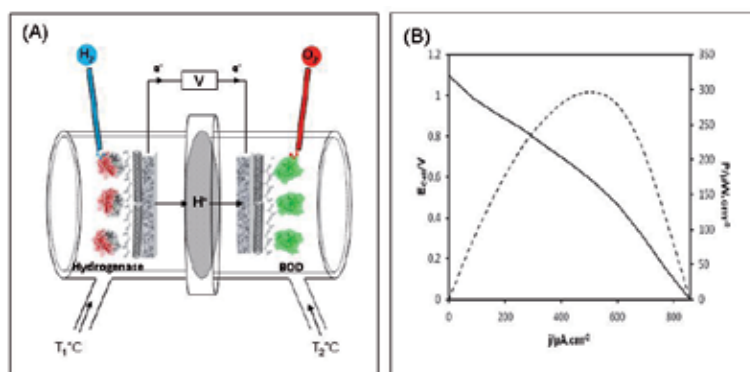 (A)
H₂
O₂
e⁻
V
e⁻
H⁺
Hydrogenase
BOD
T₁°C
T₂°C
(B)
1.2
1
0.8
0.6
0.4
0.2
0
350
300
250
200
150
100
50
0
0
200
400
600
800
E꜀ₑₗₗ/V
P/µW.cm⁻²
j/µA.cm⁻²